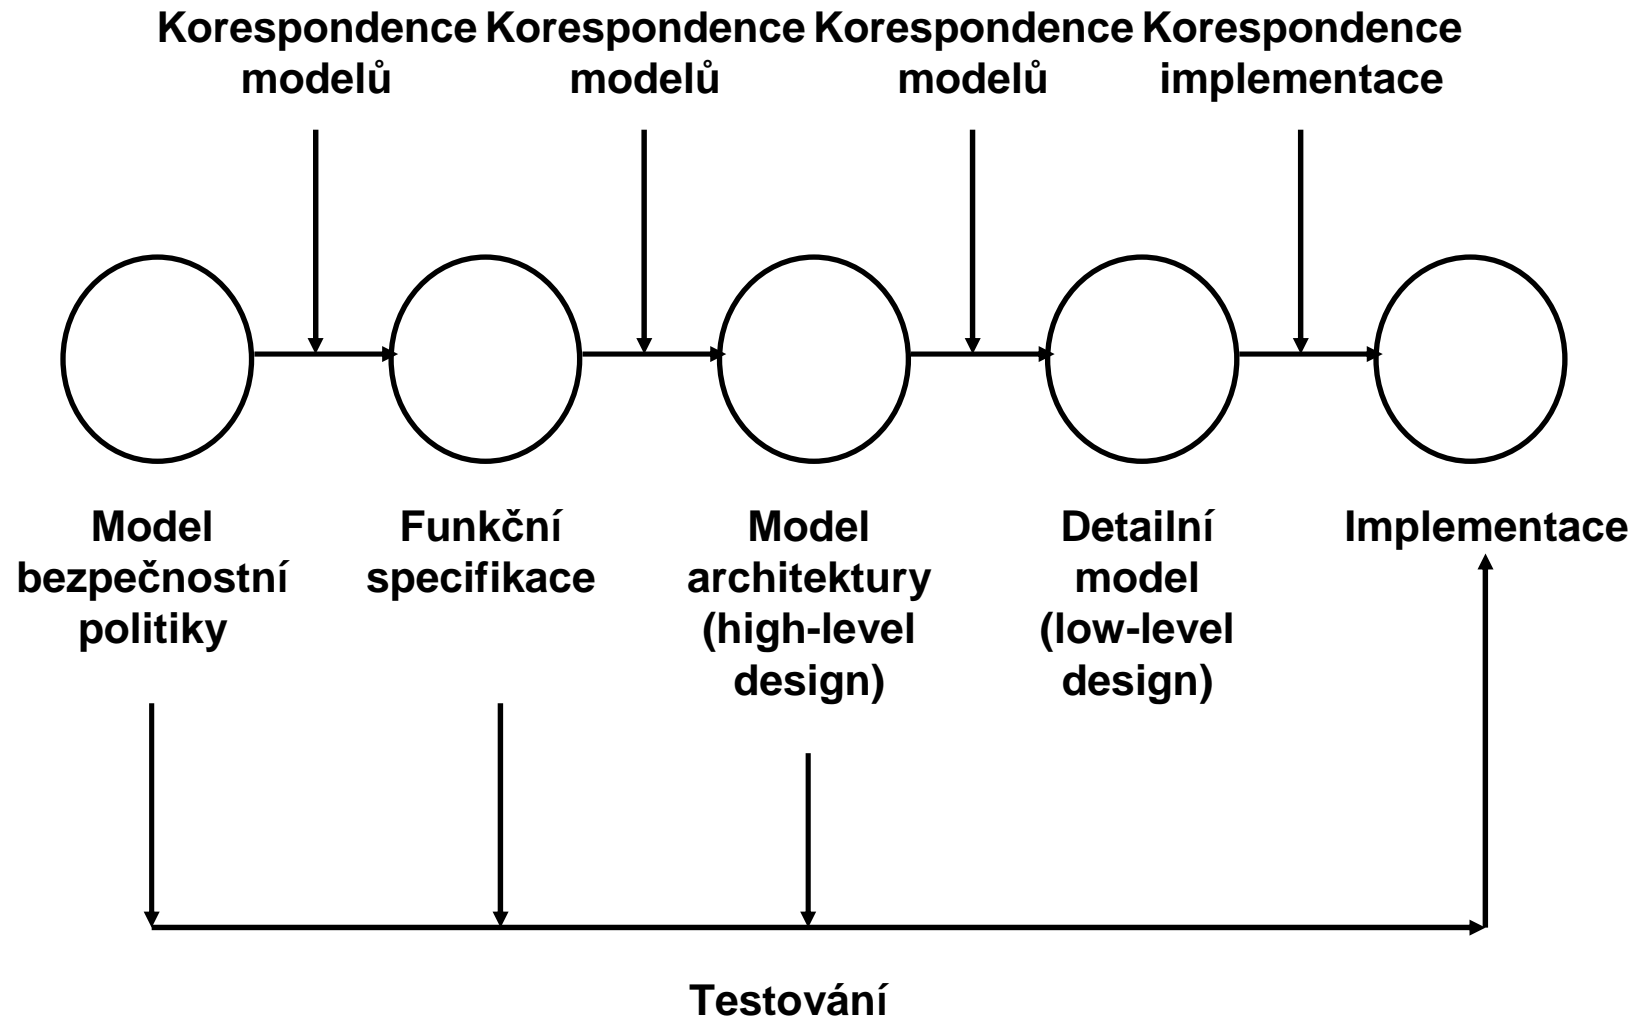 Korespondence modelů
Korespondence modelů
Korespondence modelů
Korespondence implementace
Model
bezpečnostní
politiky
Funkční
specifikace
Model
architektury
(high-level
design)
Detailní
model
(low-level
design)
Implementace
Testování